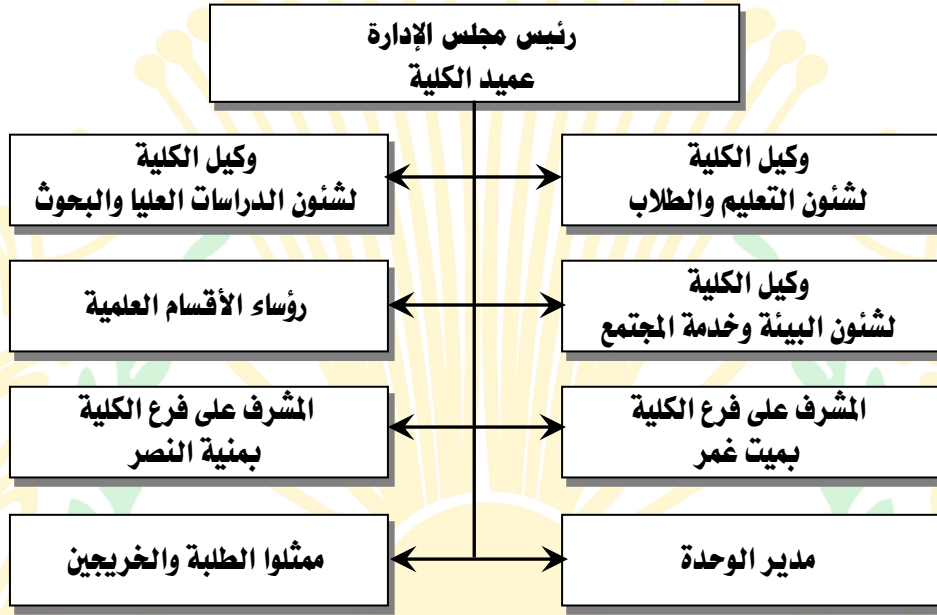 رئيس مجلس الإدارة
عميد الكلية
وكيل الكلية
لشئون التعليم والطلاب
وكيل الكلية
لشئون الدراسات العليا والبحوث
وكيل الكلية
لشئون البيئة وخدمة المجتمع
رؤساء الأقسام العلمية
المشرف على فرع الكلية
بميت غمر
المشرف على فرع الكلية
بمنية النصر
مدير الوحدة
ممثلوا الطلبة والخريجين